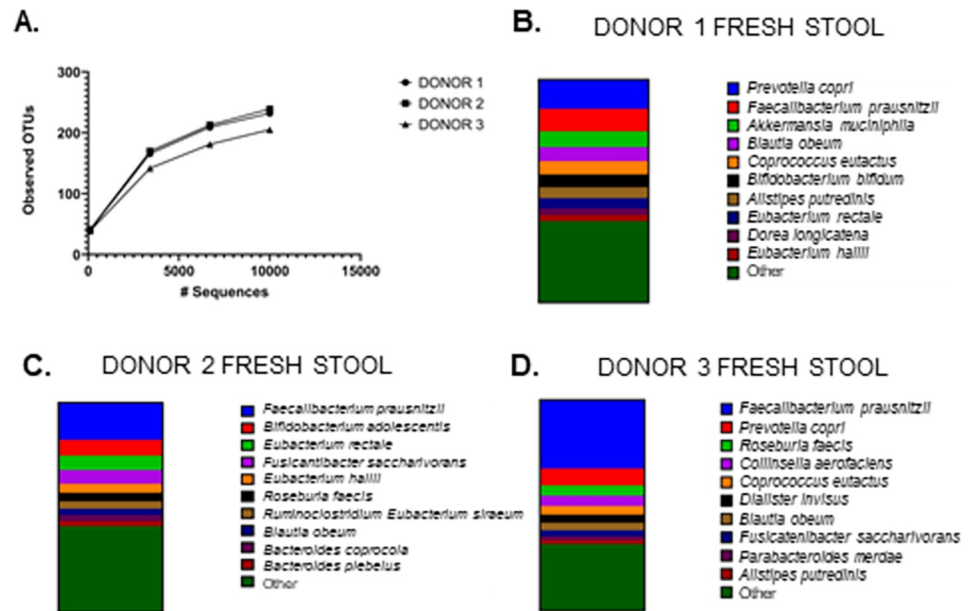 A.
300
200
100
0
Observed OTUs
0 5000 10000 15000
# Sequences
DONOR 1
DONOR 2
DONOR 3
B. DONOR 1 FRESH STOOL
Prevotella copri
Faecalibacterium prausnitzii
Akkermansia muciniphila
Blautia obeum
Coprococcus eutactus
Bifidobacterium bifidum
Alistipes putredinis
Eubacterium rectale
Dorea longicatena
Eubacterium hallii
Other
C. DONOR 2 FRESH STOOL
Faecalibacterium prausnitzii
Bifidobacterium adolescentis
Eubacterium rectale
Fusicantibacter saccharivorans
Eubacterium hallii
Roseburia faecis
Ruminoclostridium Eubacterium siraeum
Blautia obeum
Bacteroides coprocola
Bacteroides plebeius
Other
D. DONOR 3 FRESH STOOL
Faecalibacterium prausnitzii
Prevotella copri
Roseburia faecis
Collinsella aerofaciens
Coprococcus eutactus
Dialister invisus
Blautia obeum
Fusicatenibacter saccharivorans
Parabacteroides merdae
Alistipes putredinis
Other